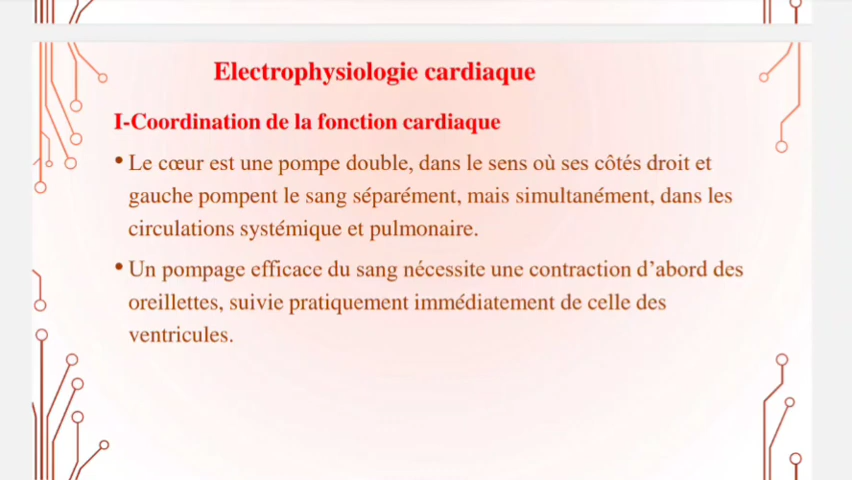 Electrophysiologie cardiaque
I-Coordination de la fonction cardiaque
• Le cœur est une pompe double, dans le sens où ses côtés droit et
gauche pompent le sang séparément, mais simultanément, dans les
circulations systémique et pulmonaire.
• Un pompage efficace du sang nécessite une contraction d’abord des
oreillettes, suivie pratiquement immédiatement de celle des
ventricules.